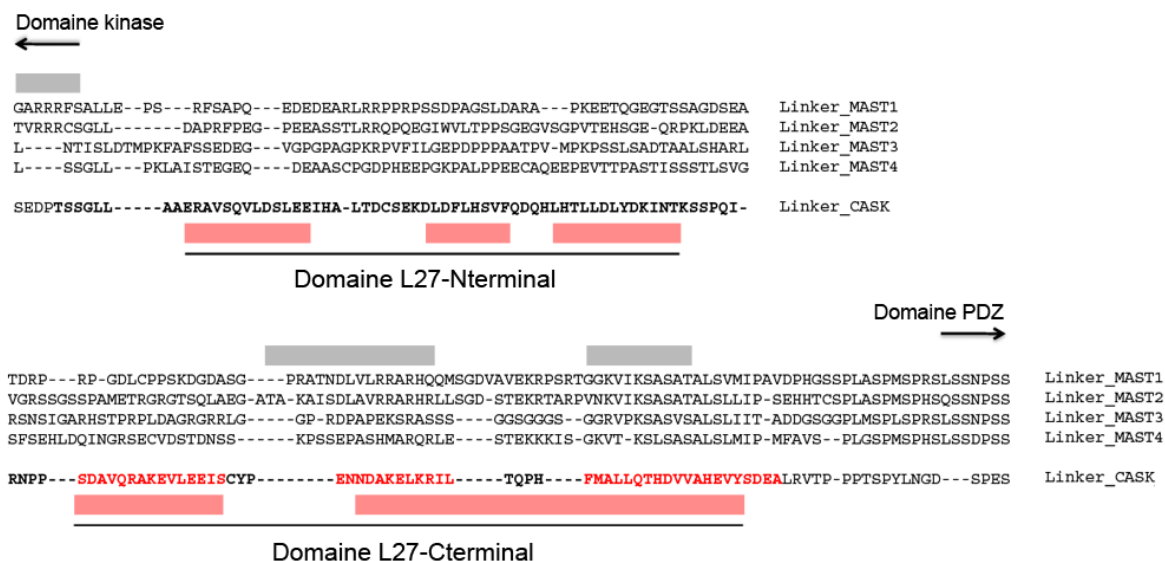 Domaine kinase
GARRRFSALLE--PS---RFSAPQ---EDEDEARLRRPPRPSSDPAGSLDARA---PKEETQGEGTSSAGDSEA Linker_MAST1
TVRRRCSGLL-------DAPRFPEG--PEEASSTLRRQPQEGIWVLTPPSGEGVSGPVTEHSGE-QRPKLDEEA Linker_MAST2
L----NTISLDTMPKFAFSSEDEG---VGPGPAGPKRPVFILGEPDPPPAATPV-MPKPSSLSADTAALSHARL Linker_MAST3
L----SSGLL---PKLAISTEGEQ---DEAASCPGDPHEEPGKPALPPEECAQEEPEVTTPASTISSSTLSVG Linker_MAST4
SEDPTSSGLL-----AAERAVSQVLDSLEEIHA-LTDCSEKDLDFLHSVFQDQHLHTLLDLYDKINTKSSPQI- Linker_CASK
Domaine L27-Nterminal
Domaine PDZ
TDRP---RP-GDLCPPSKDGDASG----PRATNDLVLRRARHQQMSGDVAVEKRPSRTGGKVIKSASATALSVMIPAVDPHGSSPLASPMSPRSLSSNPSS Linker_MAST1
VGRSSGSSPAMETRGRGTSQLAEG-ATA-KAISDLAVRRARHRLLSGD-STEKRTARPVNKVIKSASATALSLLIP-SEHHTCSPLASPMSPHSQSSNPSS Linker_MAST2
RSNSIGARHSTPRPLDAGRGRRLG----GP-RDPAPEKSRASSS----GGSGGGS-GGRVPKSASVSALSLIIT-ADDGSGGPLMSPLSPRSLSSNPSS Linker_MAST3
SFSEHLDQINGRSECVDSTDNSS-----KPSSEPASHMARQRLE----STEKKKIS-GKVT-KSLSASALSLMIP-MFAVS--PLGSPMSPHSLSSDPSS Linker_MAST4
RNPP---SDAVQRAKEVLEEISCYP--------ENNDAKELKRIL-----TQPH----FMALLQTHDVVAHEVYSDEALRVTP-PPTSPYLNGD---SPES Linker_CASK
Domaine L27-Cterminal